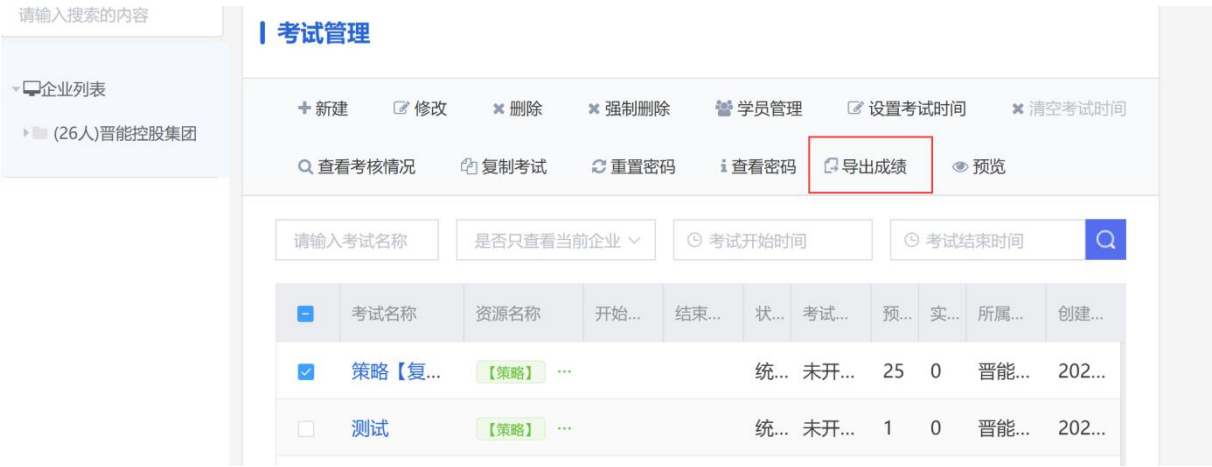 请输入搜索的内容
考试管理
企业列表
(26人)晋能控股集团
新建 修改 删除 强制删除 学员管理 设置考试时间 清空考试时间
查看考核情况 复制考试 重置密码 查看密码 导出成绩 预览
请输入考试名称 是否只查看当前企业 考试开始时间 考试结束时间
考试名称 资源名称 开始... 结束... 状... 考试... 预... 实... 所属... 创建...
策略【复... 【策略】 ... 统... 未开... 25 0 晋能... 202...
测试 【策略】 ... 统... 未开... 1 0 晋能... 202...